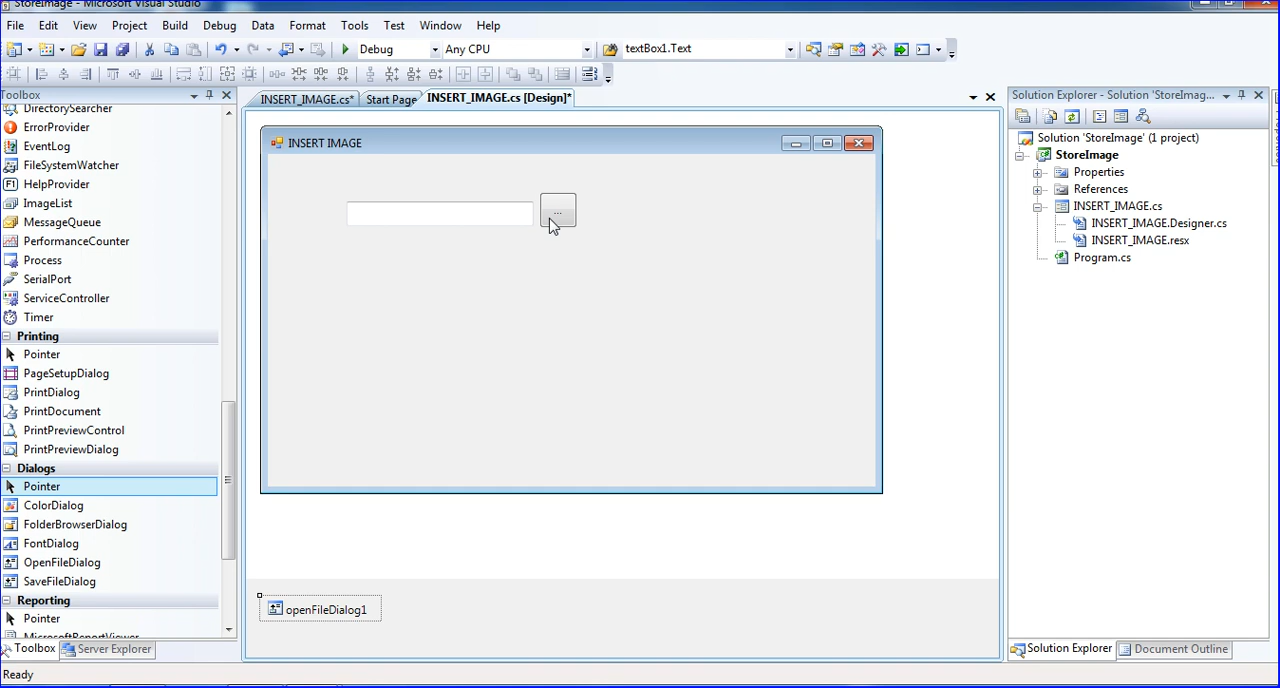 StoreImage - Microsoft Visual Studio
File Edit View Project Build Debug Data Format Tools Test Window Help
Debug Any CPU textBox1.Text
Toolbox
DirectorySearcher
ErrorProvider
EventLog
FileSystemWatcher
HelpProvider
ImageList
MessageQueue
PerformanceCounter
Process
SerialPort
ServiceController
Timer
Printing
Pointer
PageSetupDialog
PrintDialog
PrintDocument
PrintPreviewControl
PrintPreviewDialog
Dialogs
Pointer
ColorDialog
FolderBrowserDialog
FontDialog
OpenFileDialog
SaveFileDialog
Reporting
Pointer
MicrosoftReportViewer
Toolbox Server Explorer
INSERT_IMAGE.cs* Start Page INSERT_IMAGE.cs [Design]*
INSERT IMAGE
...
openFileDialog1
Solution Explorer - Solution 'StoreImag...
Solution 'StoreImage' (1 project)
StoreImage
Properties
References
INSERT_IMAGE.cs
INSERT_IMAGE.Designer.cs
INSERT_IMAGE.resx
Program.cs
Solution Explorer Document Outline
Ready